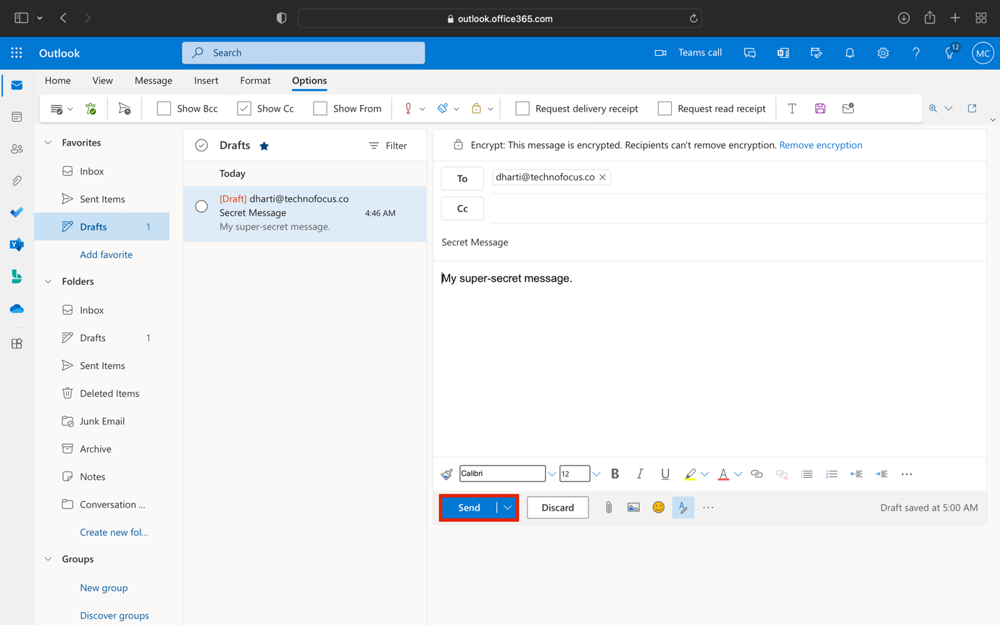 outlook.office365.com
Outlook
Search
Teams call
12
MC
Home View Message Insert Format Options
Show Bcc Show Cc Show From Request delivery receipt Request read receipt
Favorites
Inbox
Sent Items
Drafts 1
Add favorite
Folders
Inbox
Drafts 1
Sent Items
Deleted Items
Junk Email
Archive
Notes
Conversation ...
Create new fol...
Groups
New group
Discover groups
Drafts
Filter
Today
[Draft] dharti@technofocus.co
Secret Message 4:46 AM
My super-secret message.
Encrypt: This message is encrypted. Recipients can't remove encryption. Remove encryption
To dharti@technofocus.co
Cc
Secret Message
My super-secret message.
Calibri 12 B I U A
Send Discard Draft saved at 5:00 AM